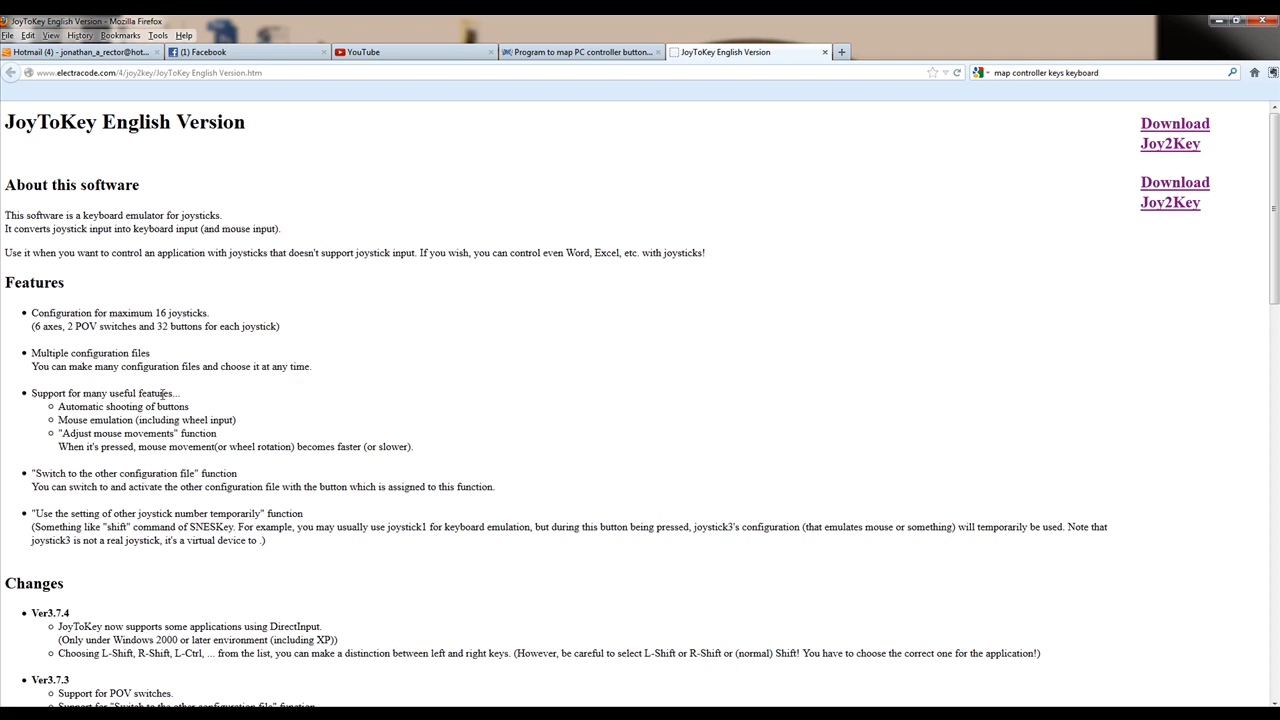 JoyToKey English Version - Mozilla Firefox
File Edit View History Bookmarks Tools Help
Hotmail (4) - jonathan_a_rector@hot...
(1) Facebook
YouTube
Program to map PC controller button...
JoyToKey English Version
www.electracode.com/4/joy2key/JoyToKey English Version.htm
map controller keys keyboard
JoyToKey English Version
Download
Joy2Key
Download
Joy2Key
About this software
This software is a keyboard emulator for joysticks.
It converts joystick input into keyboard input (and mouse input).
Use it when you want to control an application with joysticks that doesn't support joystick input. If you wish, you can control even Word, Excel, etc. with joysticks!
Features
Configuration for maximum 16 joysticks.
(6 axes, 2 POV switches and 32 buttons for each joystick)
Multiple configuration files
You can make many configuration files and choose it at any time.
Support for many useful features...
Automatic shooting of buttons
Mouse emulation (including wheel input)
"Adjust mouse movements" function
When it's pressed, mouse movement(or wheel rotation) becomes faster (or slower).
"Switch to the other configuration file" function
You can switch to and activate the other configuration file with the button which is assigned to this function.
"Use the setting of other joystick number temporarily" function
(Something like "shift" command of SNESKey. For example, you may usually use joystick1 for keyboard emulation, but during this button being pressed, joystick3's configuration (that emulates mouse or something) will temporarily be used. Note that
joystick3 is not a real joystick, it's a virtual device to .)
Changes
Ver3.7.4
JoyToKey now supports some applications using DirectInput.
(Only under Windows 2000 or later environment (including XP))
Choosing L-Shift, R-Shift, L-Ctrl, ... from the list, you can make a distinction between left and right keys. (However, be careful to select L-Shift or R-Shift or (normal) Shift! You have to choose the correct one for the application!)
Ver3.7.3
Support for POV switches.
Support for "Switch to the other configuration file" function